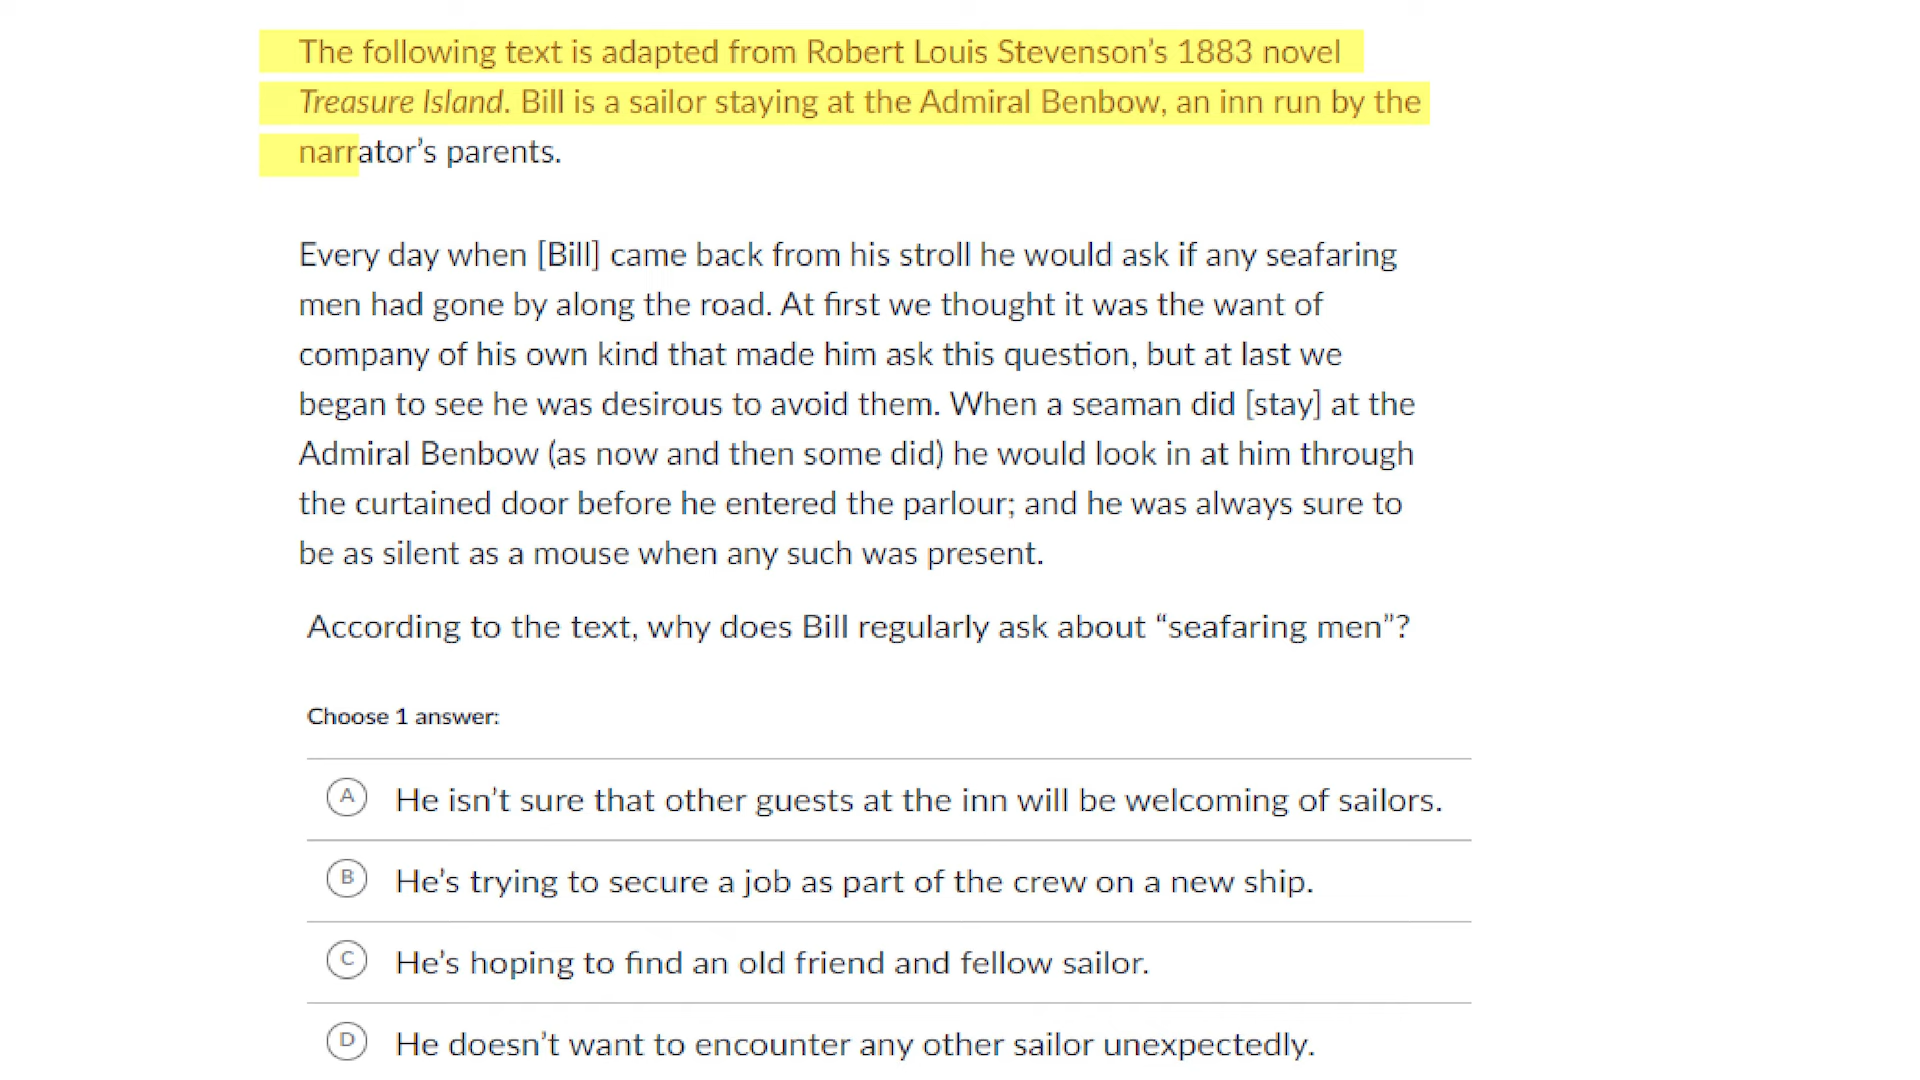 The following text is adapted from Robert Louis Stevenson's 1883 novel
Treasure Island. Bill is a sailor staying at the Admiral Benbow, an inn run by the
narrator's parents.
Every day when [Bill] came back from his stroll he would ask if any seafaring
men had gone by along the road. At first we thought it was the want of
company of his own kind that made him ask this question, but at last we
began to see he was desirous to avoid them. When a seaman did [stay] at the
Admiral Benbow (as now and then some did) he would look in at him through
the curtained door before he entered the parlour; and he was always sure to
be as silent as a mouse when any such was present.
According to the text, why does Bill regularly ask about “seafaring men”?
Choose 1 answer:
A He isn't sure that other guests at the inn will be welcoming of sailors.
B He's trying to secure a job as part of the crew on a new ship.
C He's hoping to find an old friend and fellow sailor.
D He doesn't want to encounter any other sailor unexpectedly.